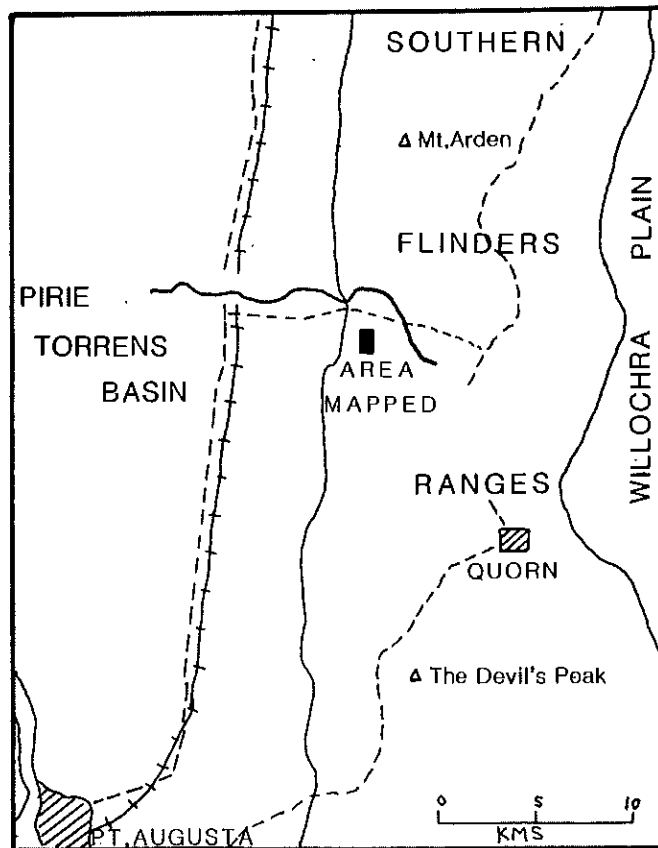 SOUTHERN
Mt.Arden
FLINDERS
PLAIN
PIRIE
TORRENS
BASIN
AREA
MAPPED
WILLOCHRA
RANGES
QUORN
The Devil's Peak
0 5 10
KMS
PT. AUGUSTA